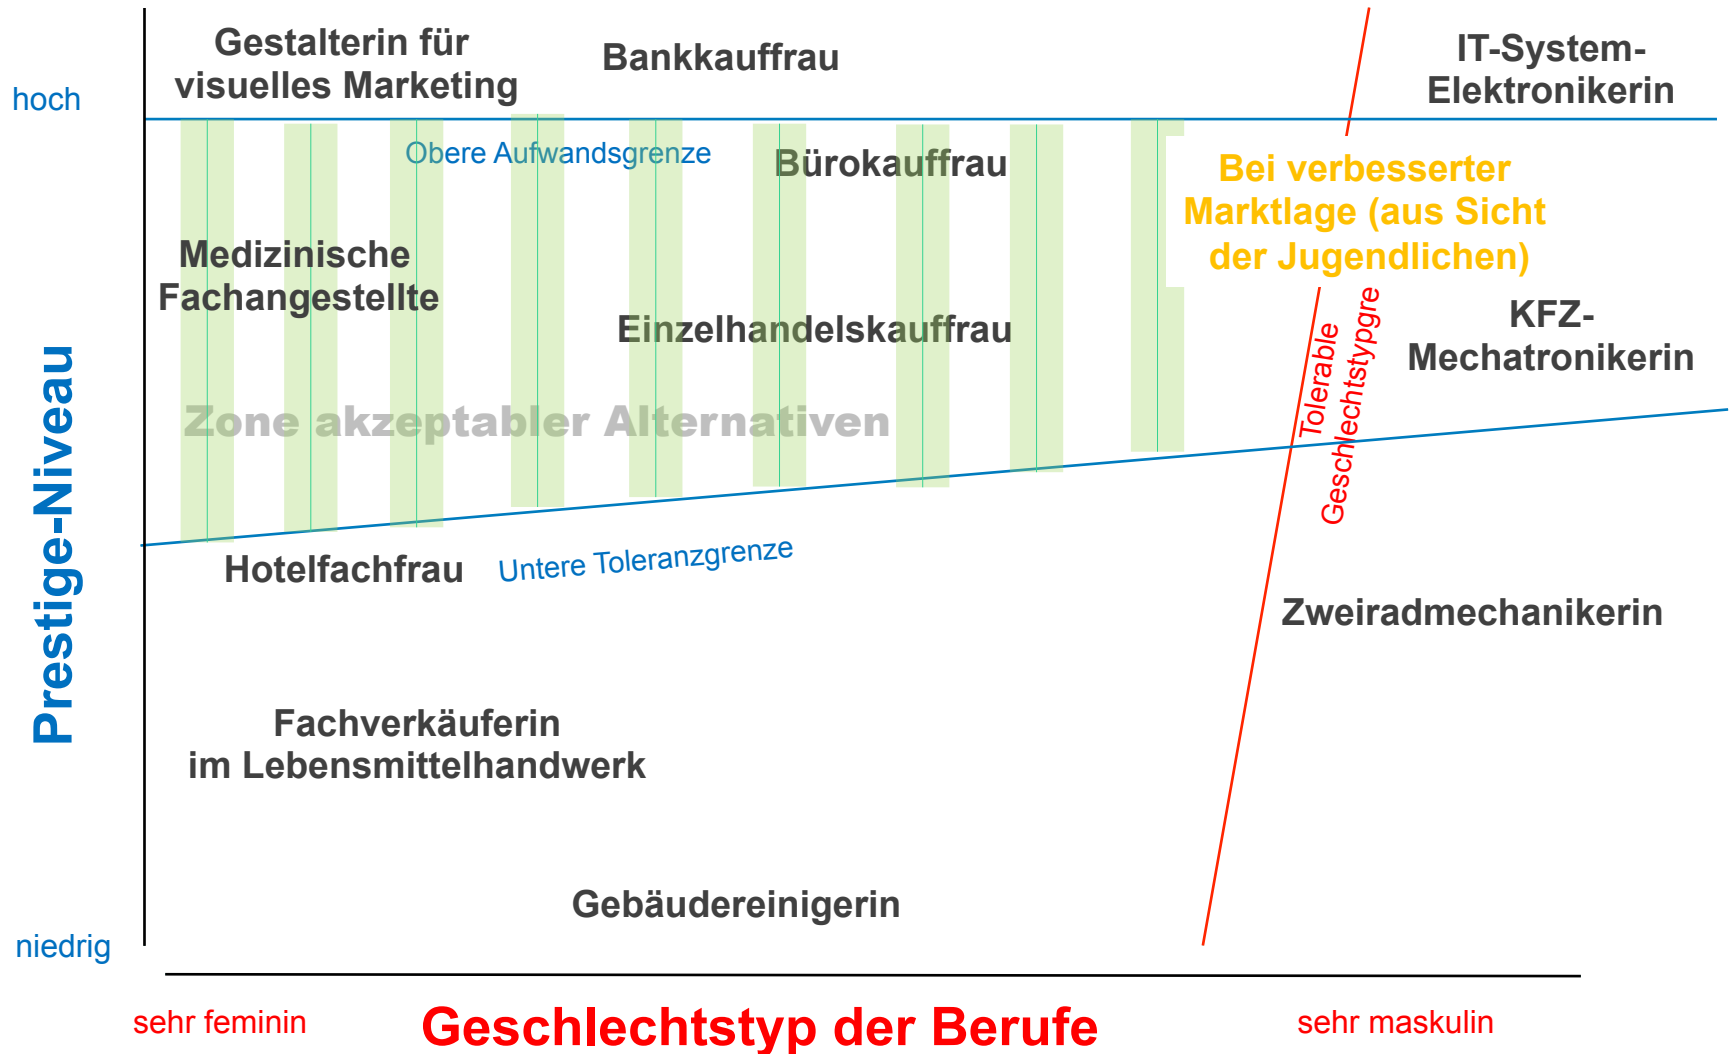 Gestalterin für
visuelles Marketing
Bankkauffrau
IT-System-
Elektronikerin
hoch
Obere Aufwandsgrenze
Bürokauffrau
Bei verbesserter
Marktlage (aus Sicht
der Jugendlichen)
Medizinische
Fachangestellte
Einzelhandelskauffrau
KFZ-
Mechatronikerin
Tolerable
Geschlechtstypgre
Zone akzeptabler Alternativen
Prestige-Niveau
Hotelfachfrau
Untere Toleranzgrenze
Zweiradmechanikerin
Fachverkäuferin
im Lebensmittelhandwerk
Gebäudereinigerin
niedrig
sehr feminin
Geschlechtstyp der Berufe
sehr maskulin